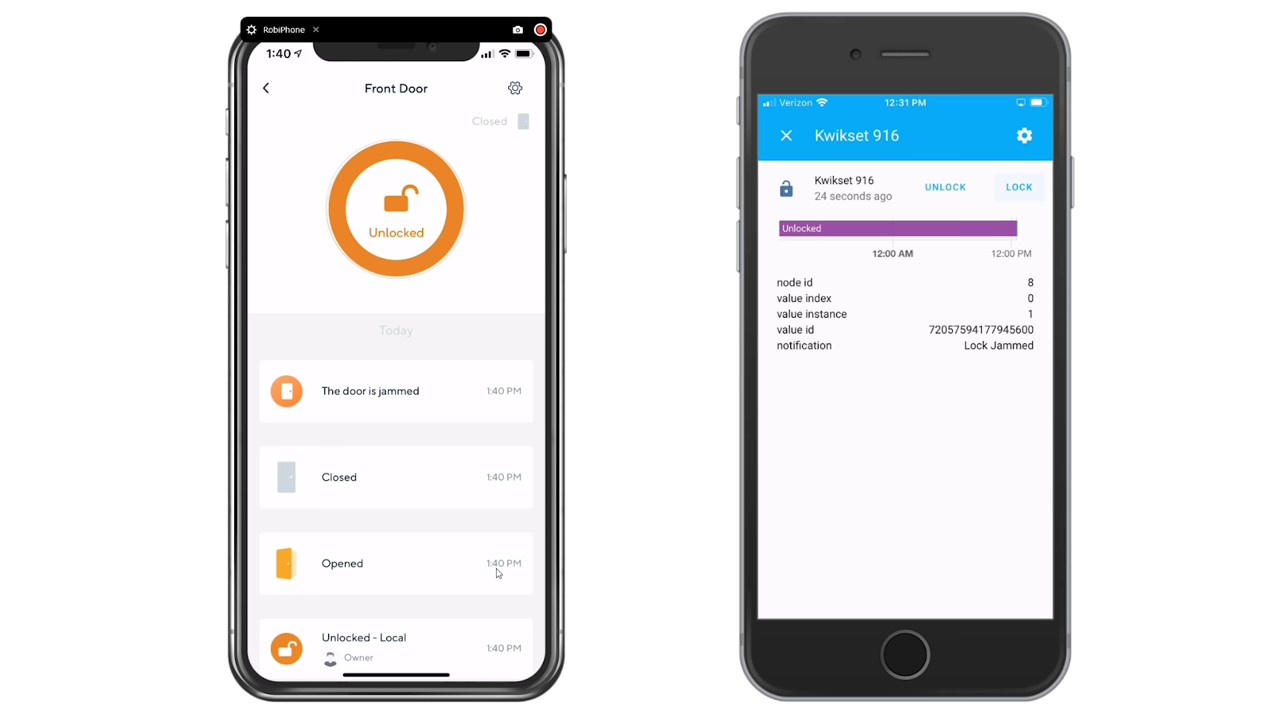 RobiPhone
1:40
Front Door
Closed
Unlocked
Today
The door is jammed 1:40 PM
Closed 1:40 PM
Opened 1:40 PM
Unlocked - Local 1:40 PM
Owner
Verizon 12:31 PM
Kwikset 916
Kwikset 916 UNLOCK LOCK
24 seconds ago
Unlocked
12:00 AM 12:00 PM
node id 8
value index 0
value instance 1
value id 72057594177945600
notification Lock Jammed